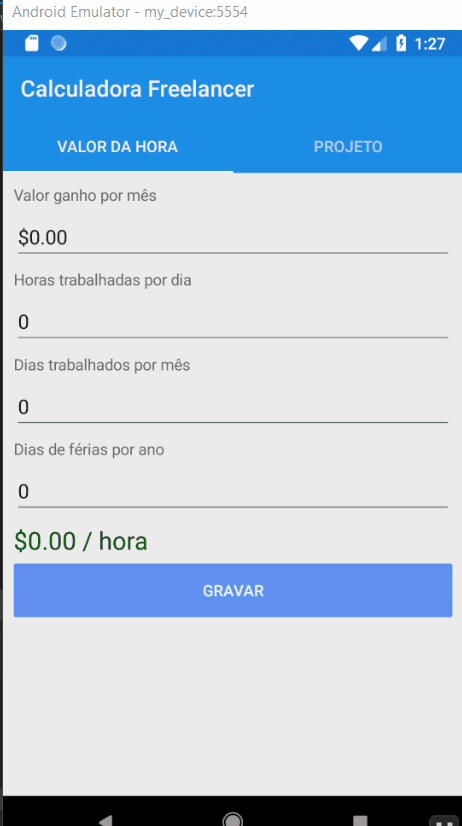 Android Emulator - my_device:5554
1:27
Calculadora Freelancer
VALOR DA HORA PROJETO
Valor ganho por mês
$0.00
Horas trabalhadas por dia
0
Dias trabalhados por mês
0
Dias de férias por ano
0
$0.00 / hora
GRAVAR